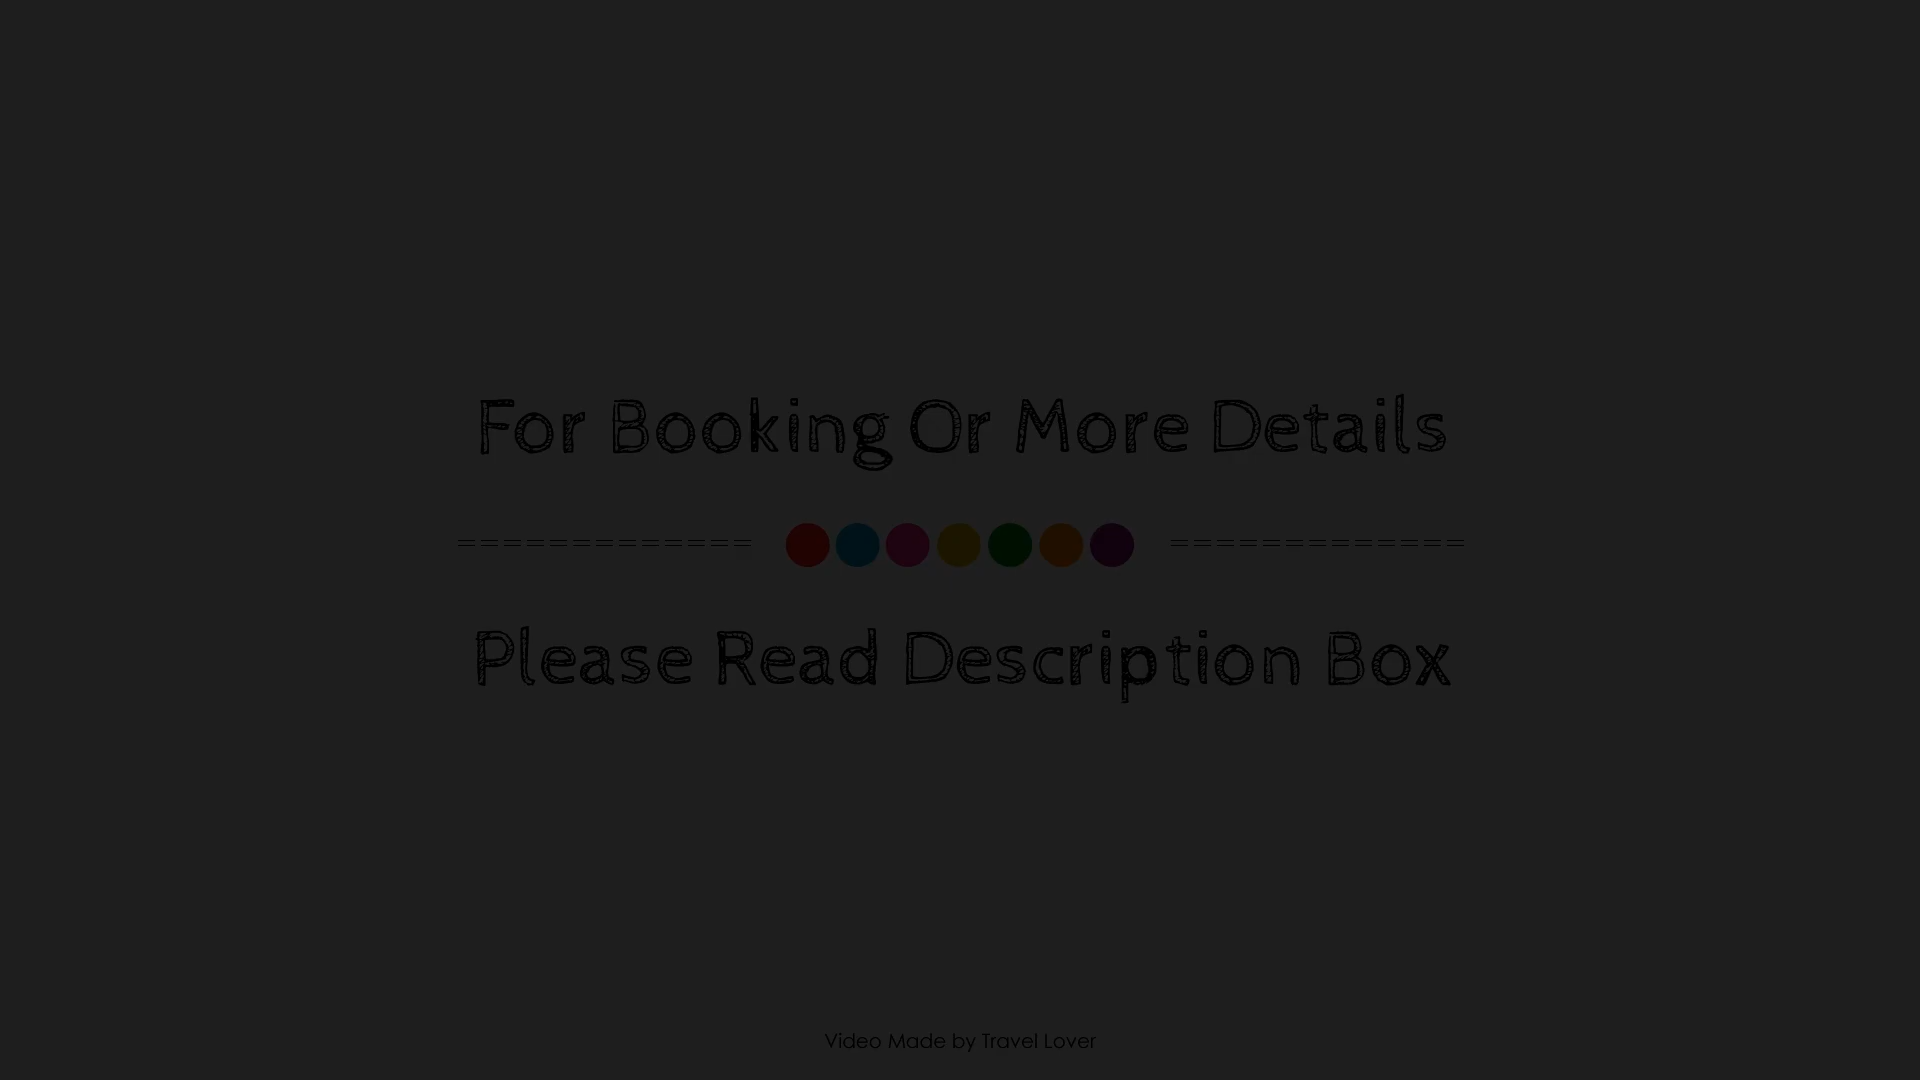 For Booking Or More Details
============= =============
Please Read Description Box
Video Made by Travel Lover